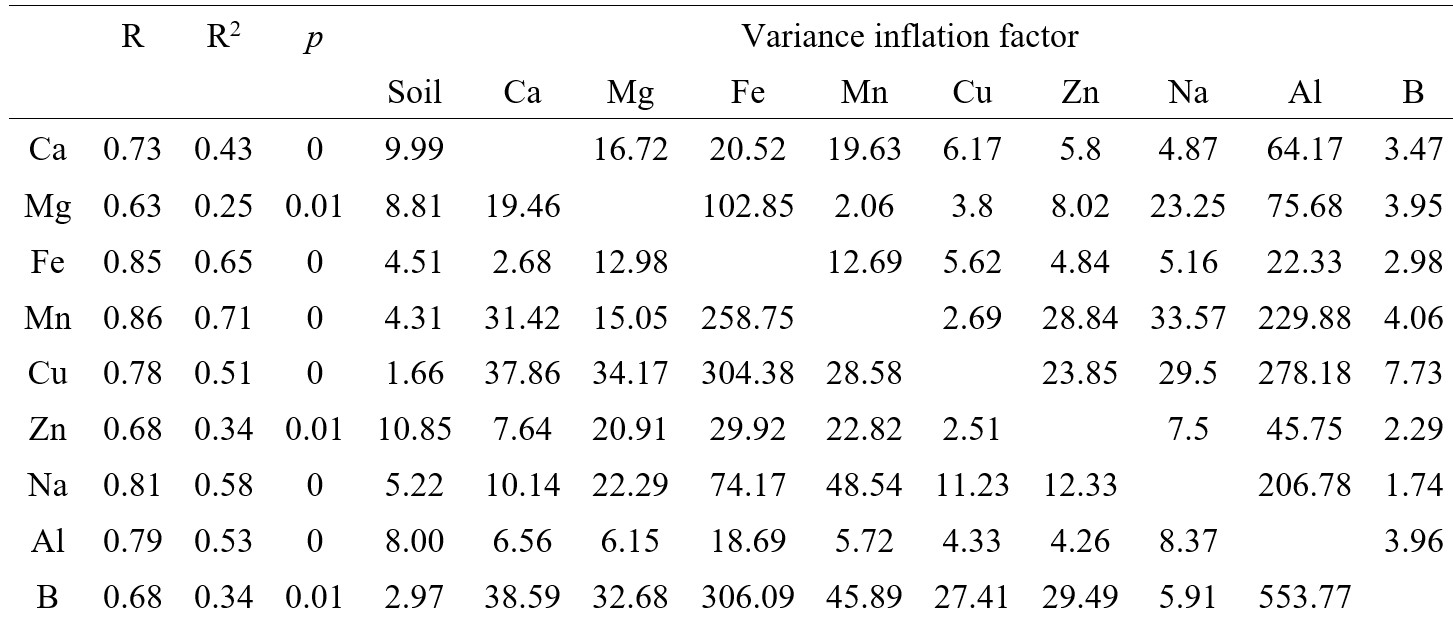 R R² p Variance inflation factor
Soil Ca Mg Fe Mn Cu Zn Na Al B
Ca 0.73 0.43 0 9.99 16.72 20.52 19.63 6.17 5.8 4.87 64.17 3.47
Mg 0.63 0.25 0.01 8.81 19.46 102.85 2.06 3.8 8.02 23.25 75.68 3.95
Fe 0.85 0.65 0 4.51 2.68 12.98 12.69 5.62 4.84 5.16 22.33 2.98
Mn 0.86 0.71 0 4.31 31.42 15.05 258.75 2.69 28.84 33.57 229.88 4.06
Cu 0.78 0.51 0 1.66 37.86 34.17 304.38 28.58 23.85 29.5 278.18 7.73
Zn 0.68 0.34 0.01 10.85 7.64 20.91 29.92 22.82 2.51 7.5 45.75 2.29
Na 0.81 0.58 0 5.22 10.14 22.29 74.17 48.54 11.23 12.33 206.78 1.74
Al 0.79 0.53 0 8.00 6.56 6.15 18.69 5.72 4.33 4.26 8.37 3.96
B 0.68 0.34 0.01 2.97 38.59 32.68 306.09 45.89 27.41 29.49 5.91 553.77